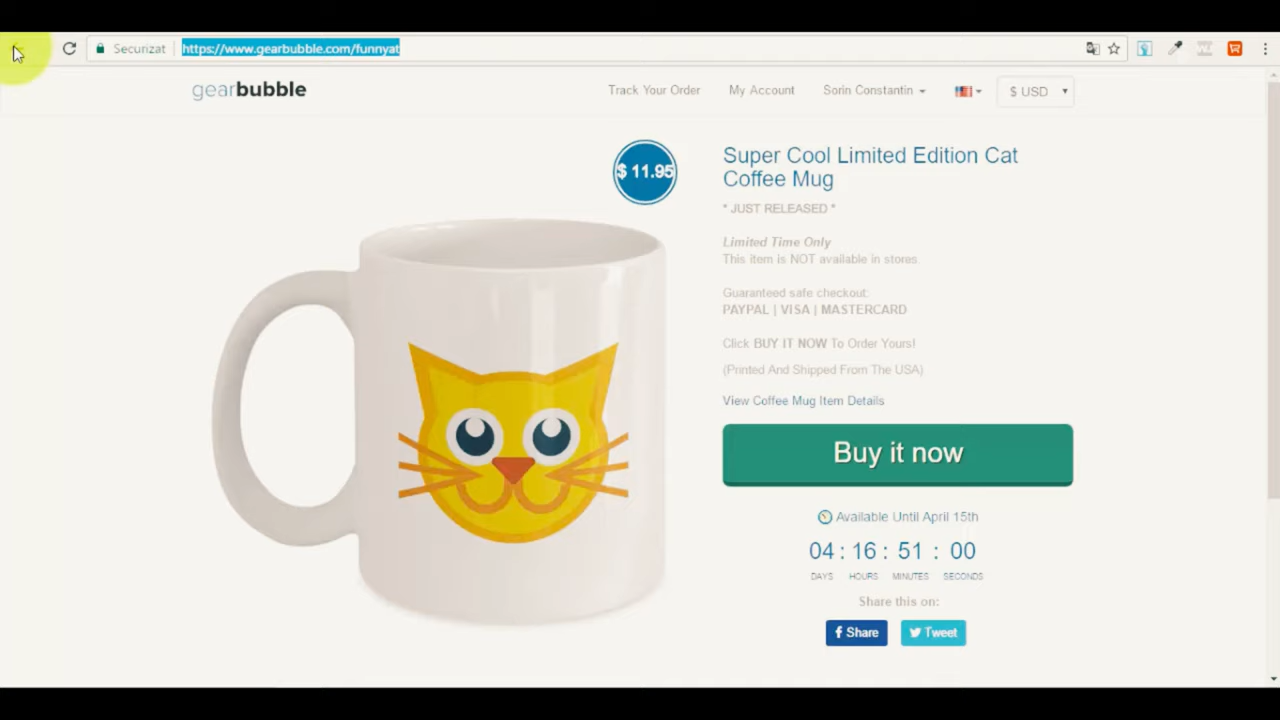 Securizat
https://www.gearbubble.com/funnyat
gearbubble
Track Your Order
My Account
Sorin Constantin
$ USD
$ 11.95
Super Cool Limited Edition Cat
Coffee Mug
* JUST RELEASED *
Limited Time Only
This item is NOT available in stores.
Guaranteed safe checkout:
PAYPAL | VISA | MASTERCARD
Click BUY IT NOW To Order Yours!
(Printed And Shipped From The USA)
View Coffee Mug Item Details
Buy it now
Available Until April 15th
04 : 16 : 51 : 00
DAYS HOURS MINUTES SECONDS
Share this on:
Share
Tweet